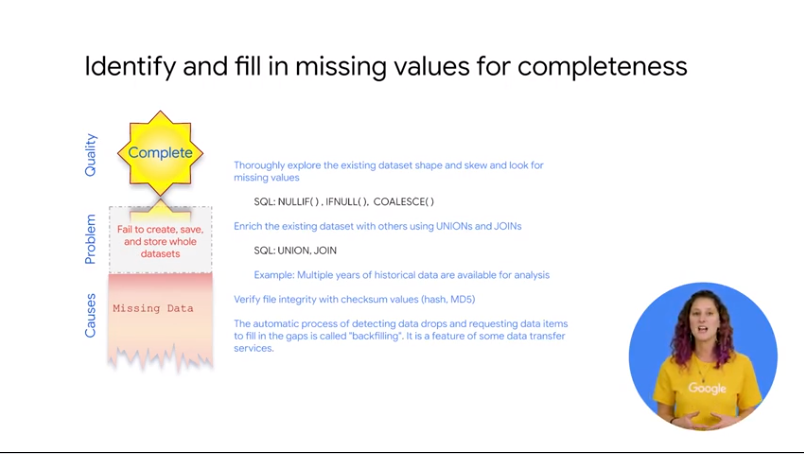 Identify and fill in missing values for completeness
Quality
Complete
Problem
Fail to create, save,
and store whole
datasets
Causes
Missing Data
Thoroughly explore the existing dataset shape and skew and look for
missing values
SQL: NULLIF( ) , IFNULL( ), COALESCE( )
Enrich the existing dataset with others using UNIONs and JOINs
SQL: UNION, JOIN
Example: Multiple years of historical data are available for analysis
Verify file integrity with checksum values (hash, MD5)
The automatic process of detecting data drops and requesting data items
to fill in the gaps is called "backfilling". It is a feature of some data transfer
services.
Google